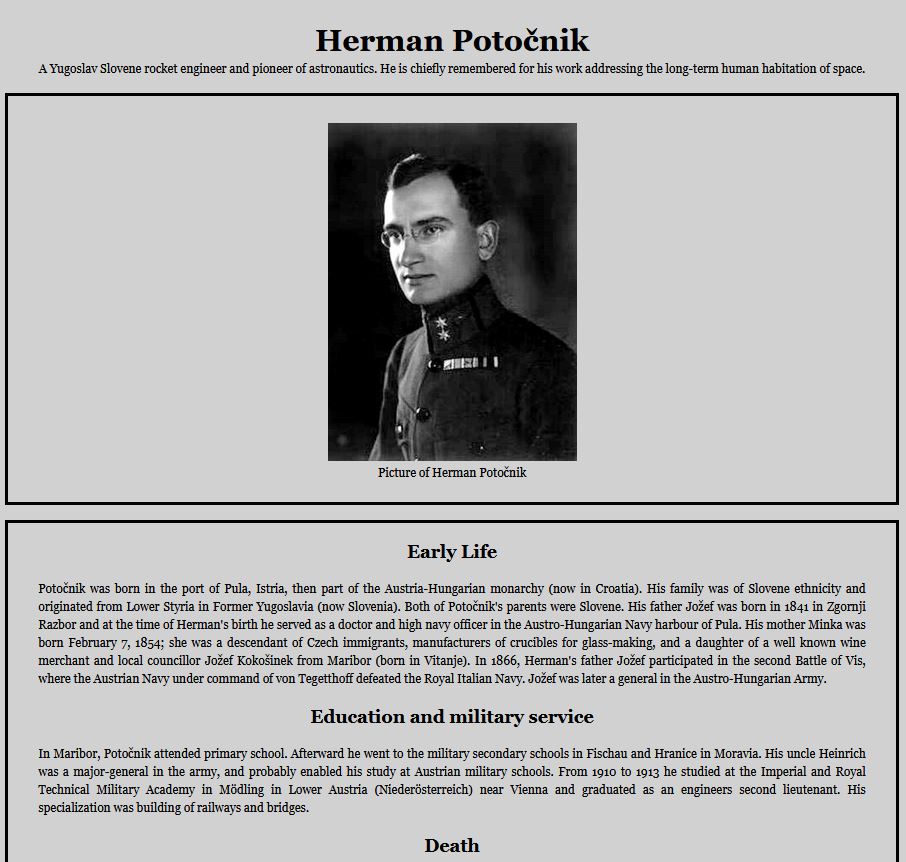 Herman Potočnik
A Yugoslav Slovene rocket engineer and pioneer of astronautics. He is chiefly remembered for his work addressing the long-term human habitation of space.
Picture of Herman Potočnik
Early Life
Potočnik was born in the port of Pula, Istria, then part of the Austria-Hungarian monarchy (now in Croatia). His family was of Slovene ethnicity and
originated from Lower Styria in Former Yugoslavia (now Slovenia). Both of Potočnik's parents were Slovene. His father Jožef was born in 1841 in Zgornji
Razbor and at the time of Herman's birth he served as a doctor and high navy officer in the Austro-Hungarian Navy harbour of Pula. His mother Minka was
born February 7, 1854; she was a descendant of Czech immigrants, manufacturers of crucibles for glass-making, and a daughter of a well known wine
merchant and local councillor Jožef Kokošinek from Maribor (born in Vitanje). In 1866, Herman's father Jožef participated in the second Battle of Vis,
where the Austrian Navy under command of von Tegetthoff defeated the Royal Italian Navy. Jožef was later a general in the Austro-Hungarian Army.
Education and military service
In Maribor, Potočnik attended primary school. Afterward he went to the military secondary schools in Fischau and Hranice in Moravia. His uncle Heinrich
was a major-general in the army, and probably enabled his study at Austrian military schools. From 1910 to 1913 he studied at the Imperial and Royal
Technical Military Academy in Mödling in Lower Austria (Niederösterreich) near Vienna and graduated as an engineers second lieutenant. His
specialization was building of railways and bridges.
Death